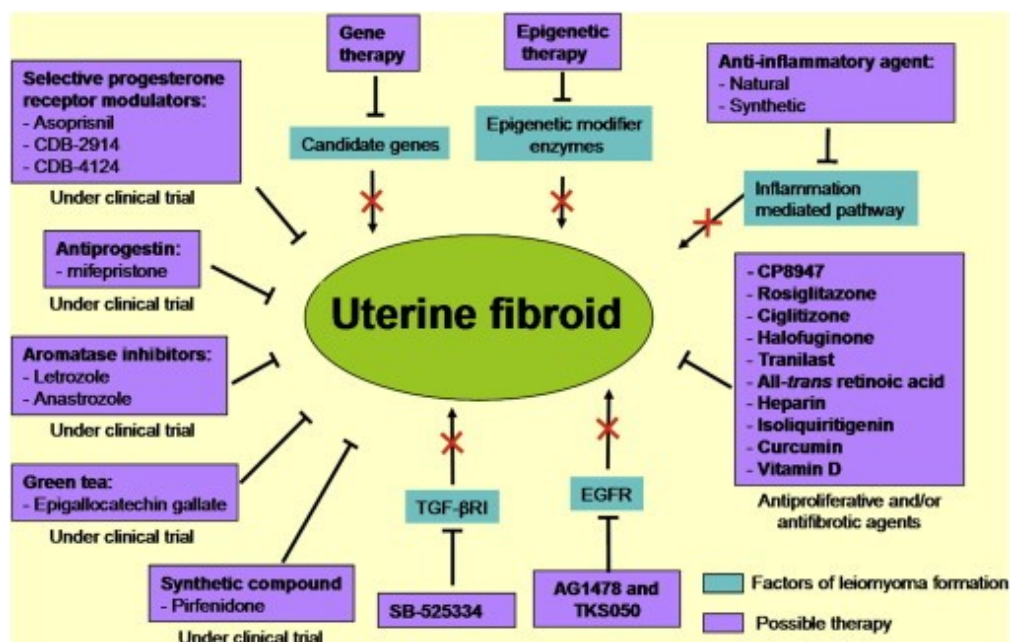 Gene
therapy
Epigenetic
therapy
Selective progesterone
receptor modulators:
- Asoprisnil
- CDB-2914
- CDB-4124
Under clinical trial
Candidate genes
Epigenetic modifier
enzymes
Anti-inflammatory agent:
- Natural
- Synthetic
Inflammation
mediated pathway
Antiprogestin:
- mifepristone
Under clinical trial
Uterine fibroid
- CP8947
- Rosiglitazone
- Ciglitizone
- Halofuginone
- Tranilast
- All-trans retinoic acid
- Heparin
- Isoliquiritigenin
- Curcumin
- Vitamin D
Antiproliferative and/or
antifibrotic agents
Aromatase inhibitors:
- Letrozole
- Anastrozole
Under clinical trial
Green tea:
- Epigallocatechin gallate
Under clinical trial
TGF-βRI
EGFR
Synthetic compound
- Pirfenidone
Under clinical trial
SB-525334
AG1478 and
TKS050
Factors of leiomyoma formation
Possible therapy